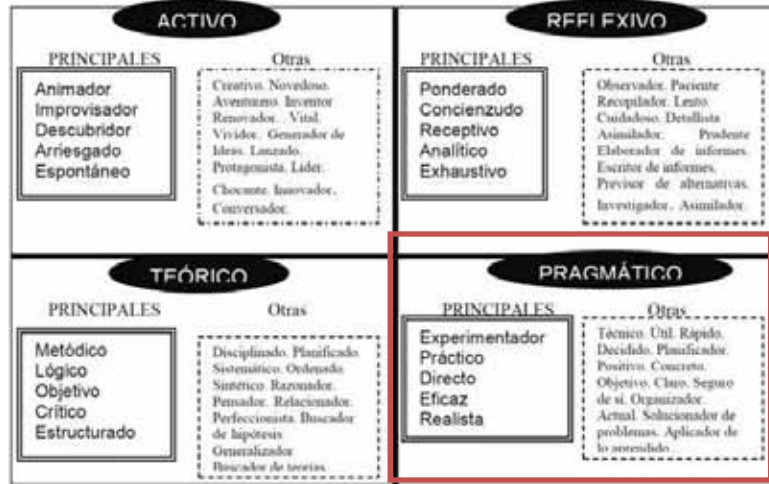 ACTIVO
PRINCIPALES
Animador
Improvisador
Descubridor
Arriesgado
Espontáneo
Otras
Creativo. Novedoso.
Aventurero. Inventor
Renovador. . Vital.
Vividor. Generador de
Ideas. Lanzado.
Protagonista. Líder.
Chocante. Innovador.
Conversador.
REFLEXIVO
PRINCIPALES
Ponderado
Concienzudo
Receptivo
Analítico
Exhaustivo
Otras
Observador. Paciente
Recopilador. Lento.
Cuidadoso. Detallista
Asimilador. Prudente
Elaborador de informes.
Escritor de informes.
Previsor de alternativas.
Investigador. Asimilador.
TEÓRICO
PRINCIPALES
Metódico
Lógico
Objetivo
Crítico
Estructurado
Otras
Disciplinado. Planificado.
Sistemático. Ordenado.
Sintético. Razonador.
Pensador. Relacionador.
Perfeccionista. Buscador
de hipótesis
Generalizador
Buscador de teorías
PRAGMÁTICO
PRINCIPALES
Experimentador
Práctico
Directo
Eficaz
Realista
Otras
Técnico. Útil. Rápido.
Decidido. Planificador.
Positivo. Concreto.
Objetivo. Claro. Seguro
de sí. Organizador.
Actual. Solucionador de
problemas. Aplicador de
lo aprendido